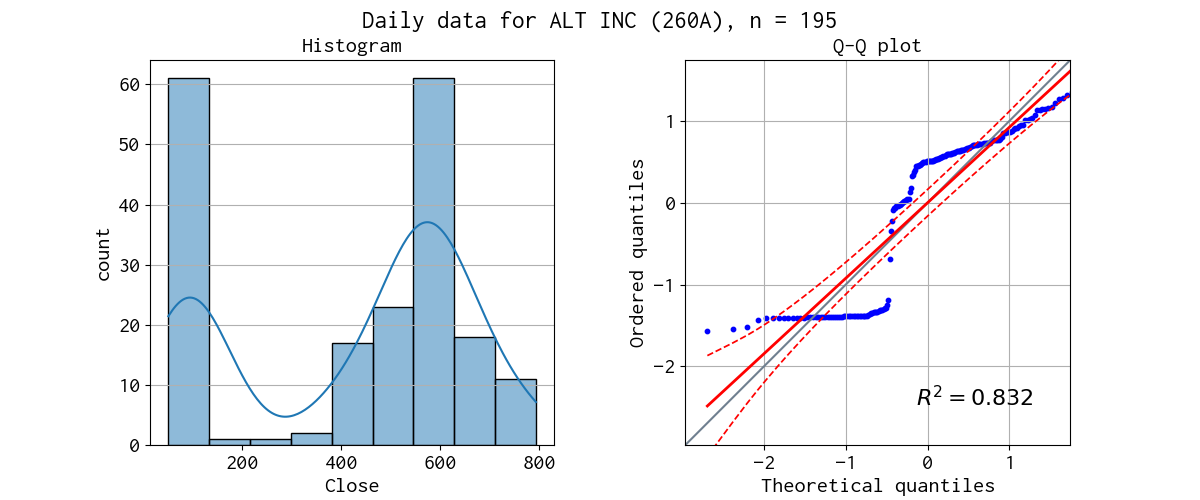 Daily data for ALT INC (260A), n = 195
Histogram
Q-Q plot
60
50
40
30
20
10
0
count
200
400
600
800
Close
1
0
−1
−2
Ordered quantiles
R² = 0.832
−2
−1
0
1
Theoretical quantiles